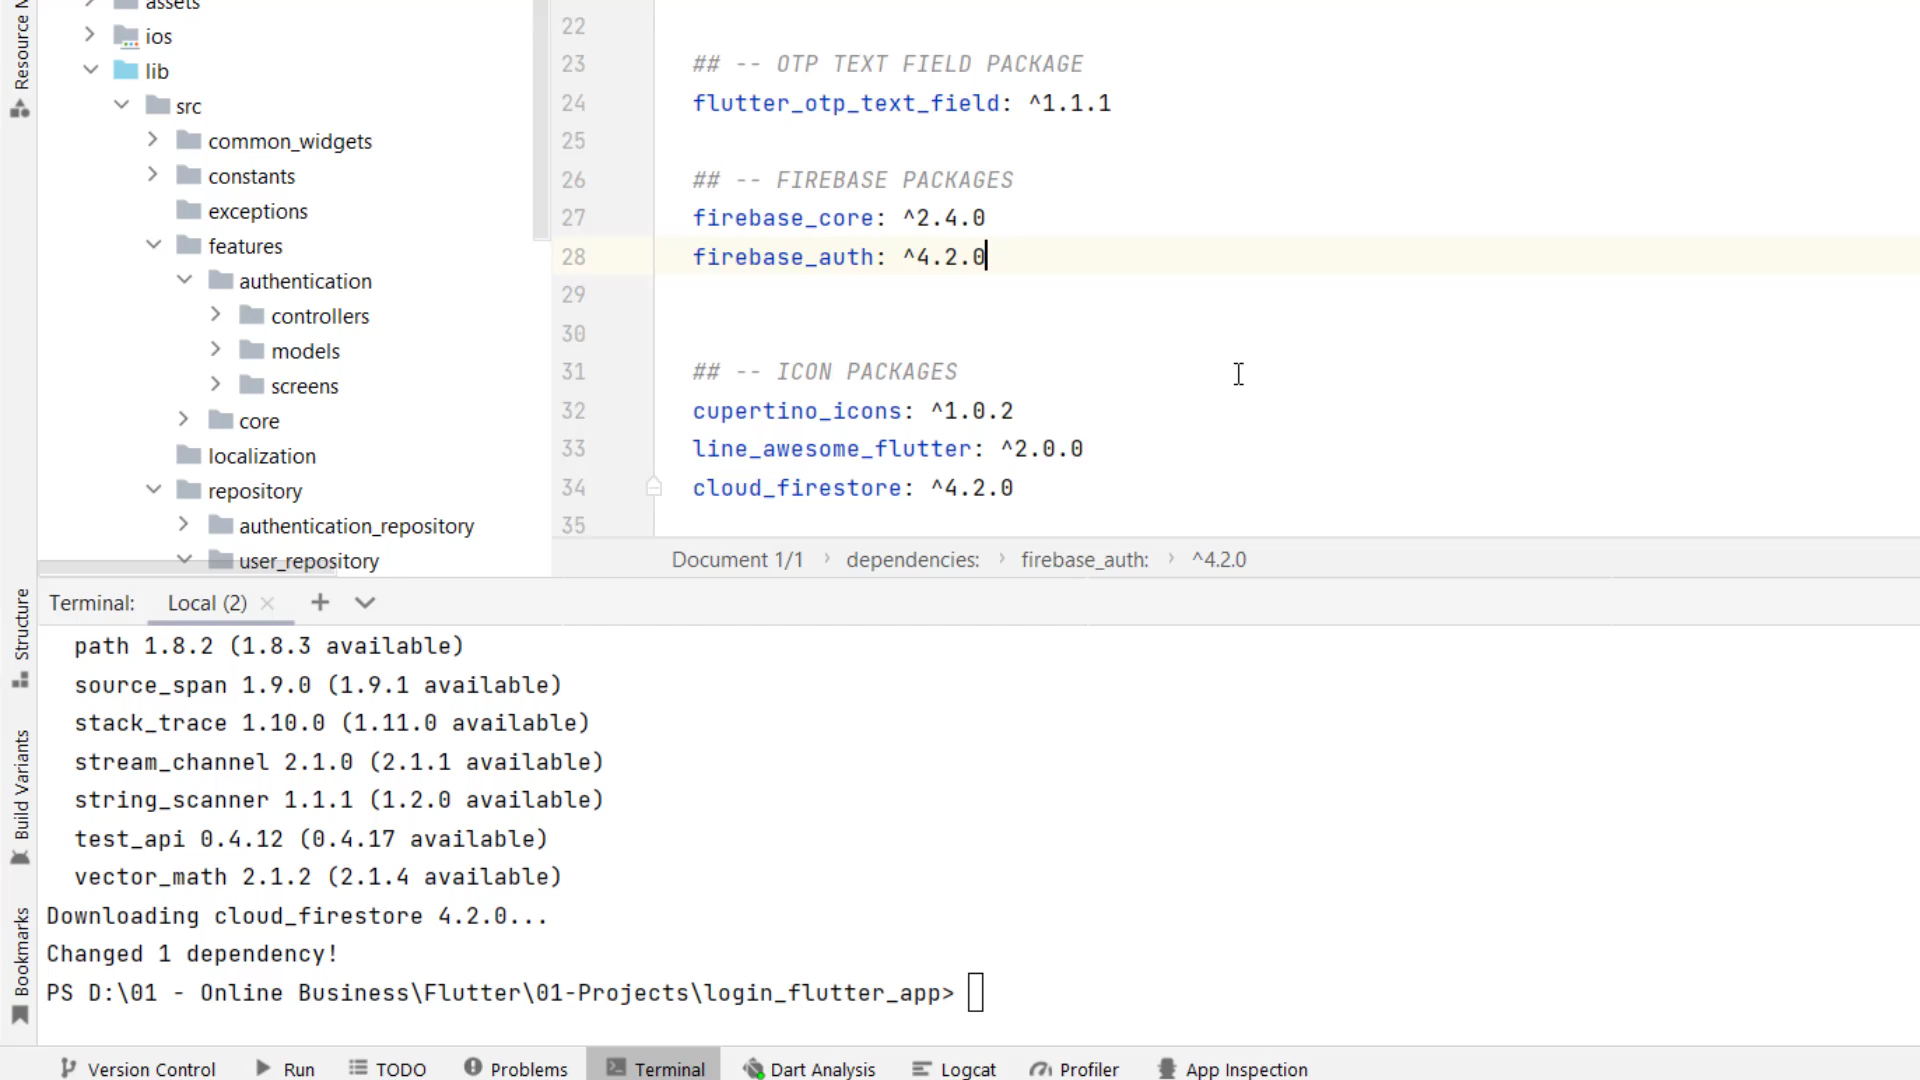 Resource M
assets
ios
lib
src
common_widgets
constants
exceptions
features
authentication
controllers
models
screens
core
localization
repository
authentication_repository
user_repository
22
23 ## -- OTP TEXT FIELD PACKAGE
24 flutter_otp_text_field: ^1.1.1
25
26 ## -- FIREBASE PACKAGES
27 firebase_core: ^2.4.0
28 firebase_auth: ^4.2.0
29
30
31 ## -- ICON PACKAGES
32 cupertino_icons: ^1.0.2
33 line_awesome_flutter: ^2.0.0
34 cloud_firestore: ^4.2.0
35
Document 1/1 › dependencies: › firebase_auth: › ^4.2.0
Structure
Build Variants
Bookmarks
Terminal: Local (2) × +
path 1.8.2 (1.8.3 available)
source_span 1.9.0 (1.9.1 available)
stack_trace 1.10.0 (1.11.0 available)
stream_channel 2.1.0 (2.1.1 available)
string_scanner 1.1.1 (1.2.0 available)
test_api 0.4.12 (0.4.17 available)
vector_math 2.1.2 (2.1.4 available)
Downloading cloud_firestore 4.2.0...
Changed 1 dependency!
PS D:\01 - Online Business\Flutter\01-Projects\login_flutter_app>
Version Control Run TODO Problems Terminal Dart Analysis Logcat Profiler App Inspection